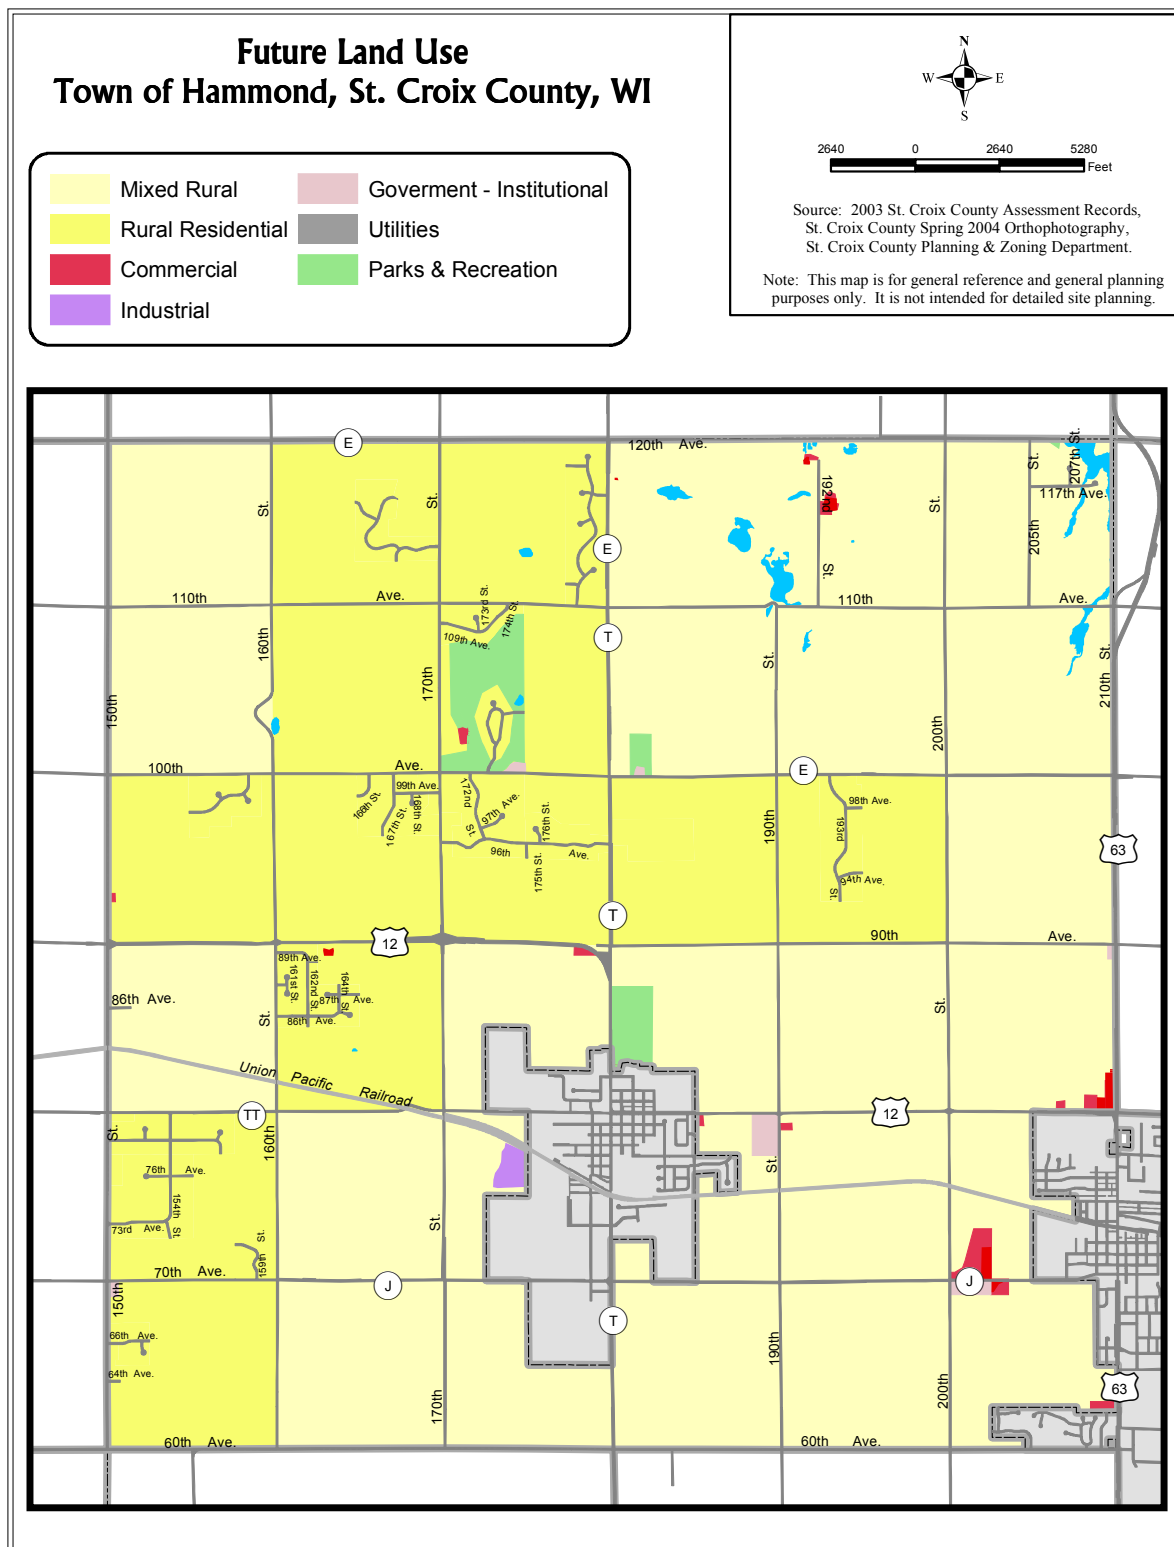 Future Land Use
Town of Hammond, St. Croix County, WI
N
W E
S
2640 0 2640 5280
Feet
Source: 2003 St. Croix County Assessment Records,
St. Croix County Spring 2004 Orthophotography,
St. Croix County Planning & Zoning Department.
Note: This map is for general reference and general planning
purposes only. It is not intended for detailed site planning.
Mixed Rural
Rural Residential
Commercial
Industrial
Goverment - Institutional
Utilities
Parks & Recreation
E
120th Ave.
207th St.
St.
117th Ave.
205th
192nd
St.
St.
St.
St.
E
110th
Ave.
110th
Ave.
173rd St.
174th St.
109th Ave.
T
160th
170th
150th
St.
St.
210th
200th
100th
Ave.
E
99th Ave.
166th St.
167th St.
168th St.
172nd
St.
97th Ave.
176th St.
96th
Ave.
175th St.
190th
98th Ave.
193rd
94th Ave.
St.
63
T
12
90th
Ave.
89th Ave.
161st St.
162nd St.
164th St.
87th Ave.
86th Ave.
86th Ave.
St.
St.
Union Pacific Railroad
TT
12
St.
160th
St.
76th Ave.
154th St.
73rd Ave.
159th St.
St.
70th Ave.
J
J
150th
T
66th Ave.
64th Ave.
190th
200th
170th
63
60th Ave.
60th Ave.